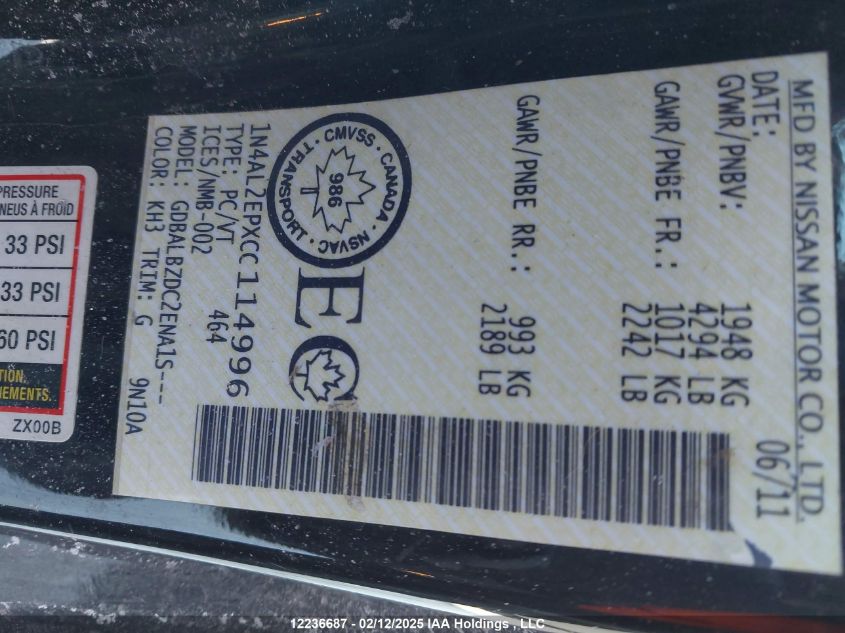 MFD BY NISSAN MOTOR CO., LTD.
DATE: 06/11
GVWR/PNBV: 1948 KG
4294 LB
GAWR/PNBE FR.: 1017 KG
2242 LB
GAWR/PNBE RR.: 993 KG
2189 LB
CMVSS · CANADA · NSVAC · TRANSPORT ·
986
I
EC
1N4AL2EPXCC114996
TYPE: PC/VT 464
ICES/NMB-002
MODEL: GDBALBZDC2ENA1S---
COLOR: KH3 TRIM: G 9N10A
PRESSURE
NEUS À FROID
33 PSI
33 PSI
60 PSI
TION.
NEMENTS.
ZX00B
12236687 - 02/12/2025 IAA Holdings , LLC